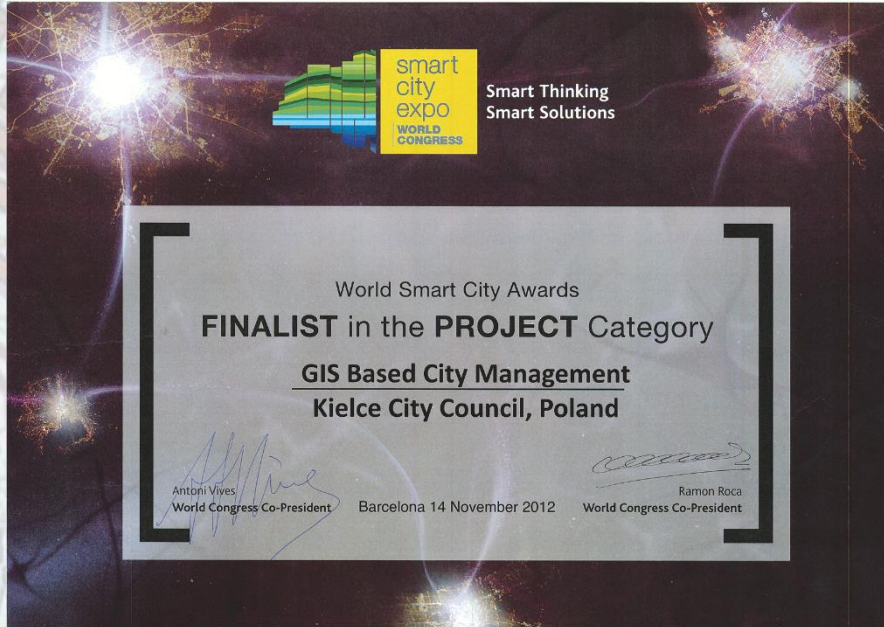 smart
city
expo
WORLD
CONGRESS
Smart Thinking
Smart Solutions
World Smart City Awards
FINALIST in the PROJECT Category
GIS Based City Management
Kielce City Council, Poland
Antoni Vives
World Congress Co-President
Barcelona 14 November 2012
Ramon Roca
World Congress Co-President